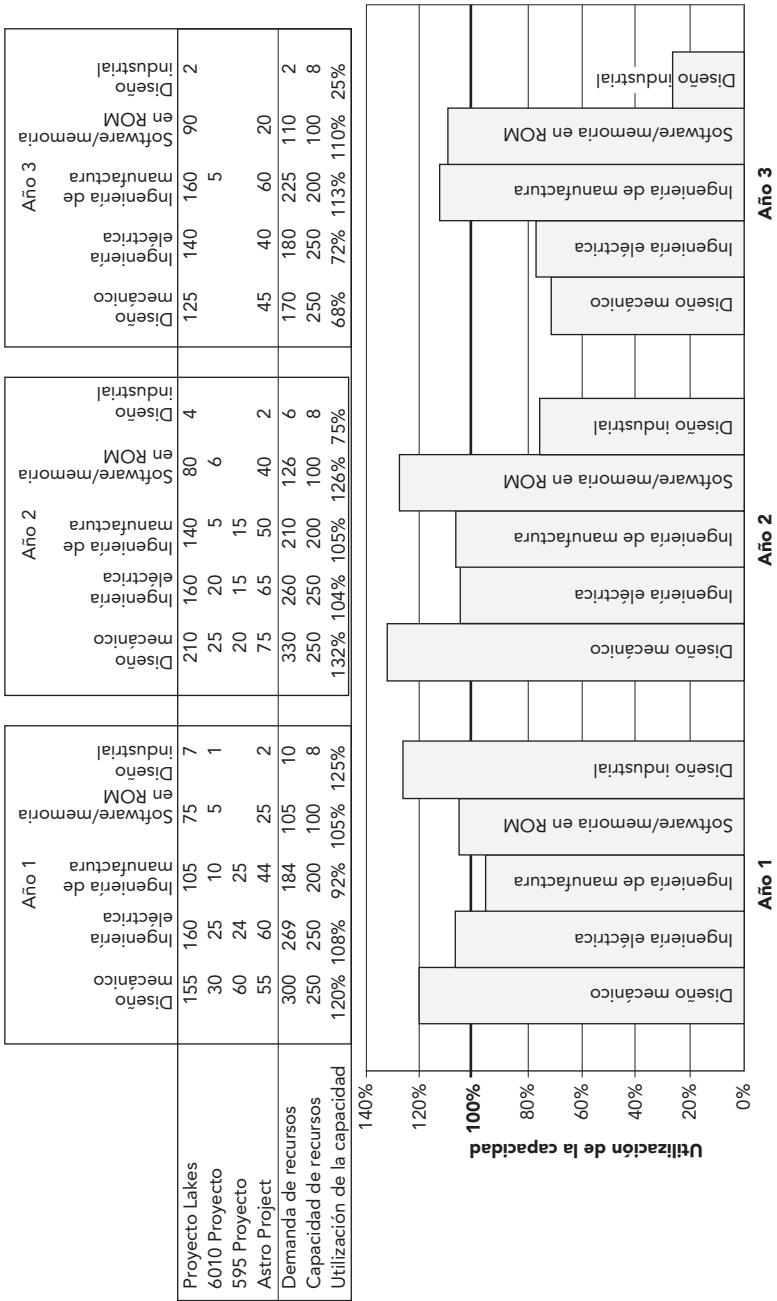 Año 1 Año 2 Año 3
Diseño mecánico Ingeniería eléctrica Ingeniería de manufactura Software/memoria en ROM Diseño industrial Diseño mecánico Ingeniería eléctrica Ingeniería de manufactura Software/memoria en ROM Diseño industrial Diseño mecánico Ingeniería eléctrica Ingeniería de manufactura Software/memoria en ROM Diseño industrial
Proyecto Lakes 155 160 105 75 7 210 160 140 80 4 125 140 160 90 2
6010 Proyecto 30 25 10 5 1 25 20 5 6 5
595 Proyecto 60 24 25 20 15 15
Astro Project 55 60 44 25 2 75 65 50 40 2 45 40 60 20
Demanda de recursos 300 269 184 105 10 330 260 210 126 6 170 180 225 110 2
Capacidad de recursos 250 250 200 100 8 250 250 200 100 8 250 250 200 100 8
Utilización de la capacidad 120% 108% 92% 105% 125% 132% 104% 105% 126% 75% 68% 72% 113% 110% 25%
Utilización de la capacidad
140%
120%
100%
80%
60%
40%
20%
0%
Diseño mecánico
Ingeniería eléctrica
Ingeniería de manufactura
Software/memoria en ROM
Diseño industrial
Diseño mecánico
Ingeniería eléctrica
Ingeniería de manufactura
Software/memoria en ROM
Diseño industrial
Diseño mecánico
Ingeniería eléctrica
Ingeniería de manufactura
Software/memoria en ROM
Diseño industrial
Año 1 Año 2 Año 3